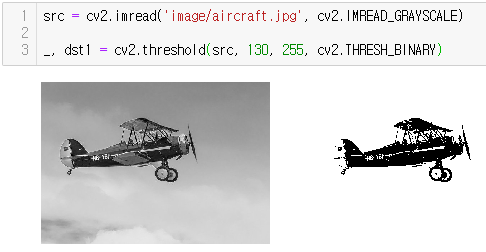 1 src = cv2.imread('image/aircraft.jpg', cv2.IMREAD_GRAYSCALE)
2
3 _, dst1 = cv2.threshold(src, 130, 255, cv2.THRESH_BINARY)